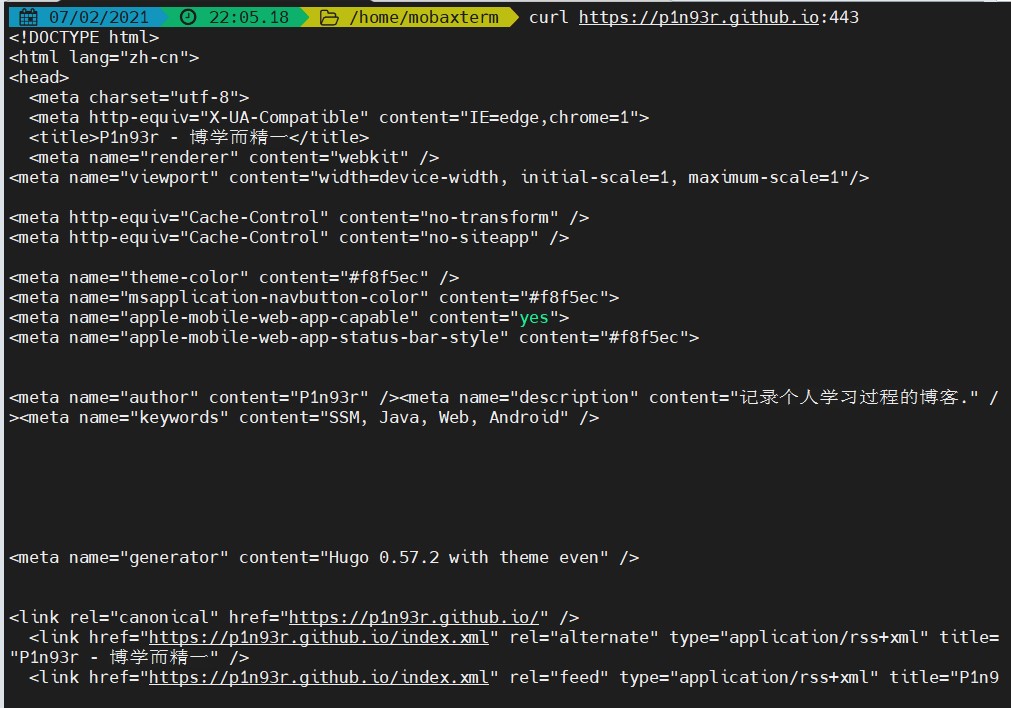 07/02/2021 22:05.18 /home/mobaxterm curl https://p1n93r.github.io:443
<!DOCTYPE html>
<html lang="zh-cn">
<head>
  <meta charset="utf-8">
  <meta http-equiv="X-UA-Compatible" content="IE=edge,chrome=1">
  <title>P1n93r - 博学而精一</title>
  <meta name="renderer" content="webkit" />
<meta name="viewport" content="width=device-width, initial-scale=1, maximum-scale=1"/>
<meta http-equiv="Cache-Control" content="no-transform" />
<meta http-equiv="Cache-Control" content="no-siteapp" />
<meta name="theme-color" content="#f8f5ec" />
<meta name="msapplication-navbutton-color" content="#f8f5ec">
<meta name="apple-mobile-web-app-capable" content="yes">
<meta name="apple-mobile-web-app-status-bar-style" content="#f8f5ec">
<meta name="author" content="P1n93r" /><meta name="description" content="记录个人学习过程的博客." /
><meta name="keywords" content="SSM, Java, Web, Android" />
<meta name="generator" content="Hugo 0.57.2 with theme even" />
<link rel="canonical" href="https://p1n93r.github.io/" />
  <link href="https://p1n93r.github.io/index.xml" rel="alternate" type="application/rss+xml" title=
"P1n93r - 博学而精一" />
  <link href="https://p1n93r.github.io/index.xml" rel="feed" type="application/rss+xml" title="P1n9